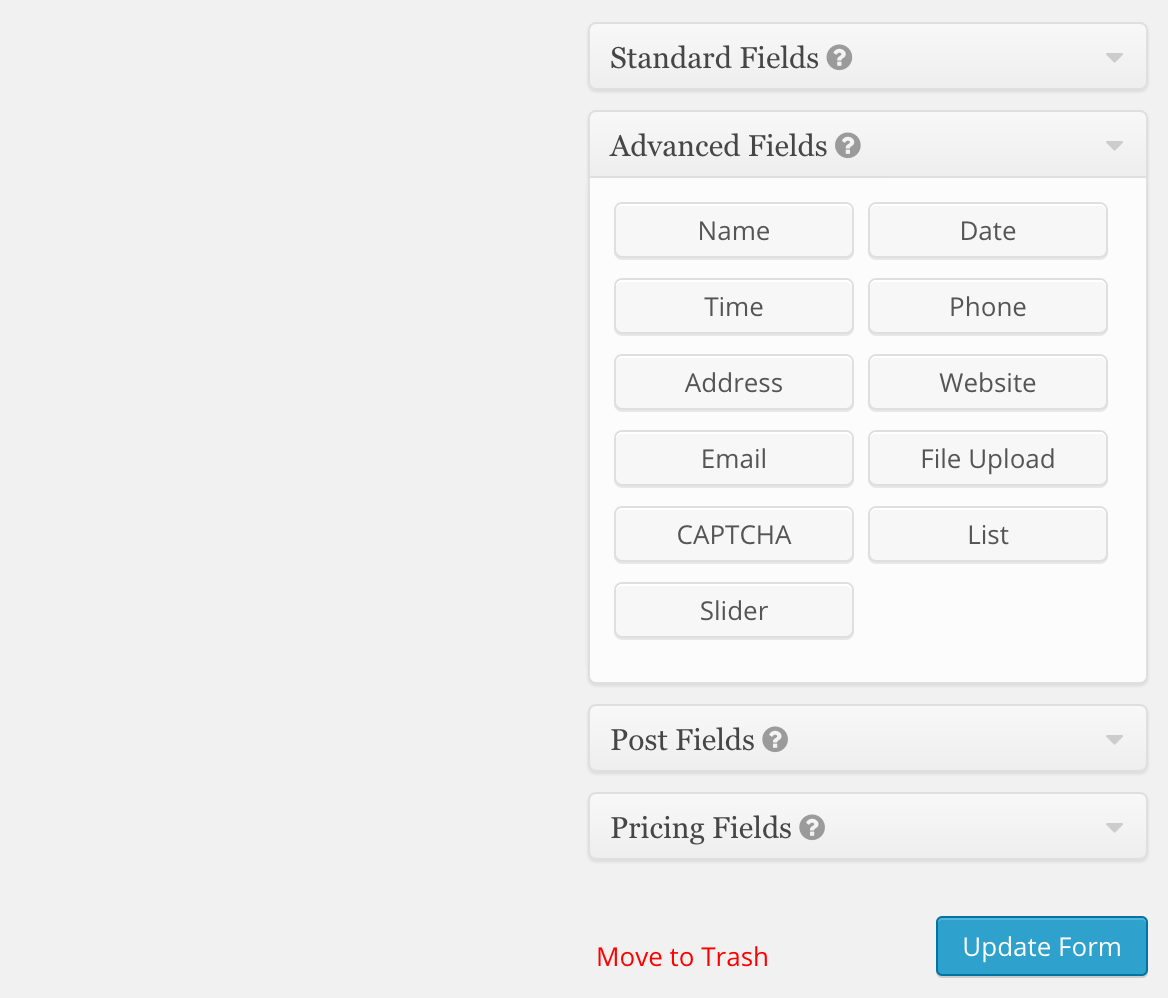 Standard Fields ?
Advanced Fields ?
Name Date
Time Phone
Address Website
Email File Upload
CAPTCHA List
Slider
Post Fields ?
Pricing Fields ?
Move to Trash Update Form